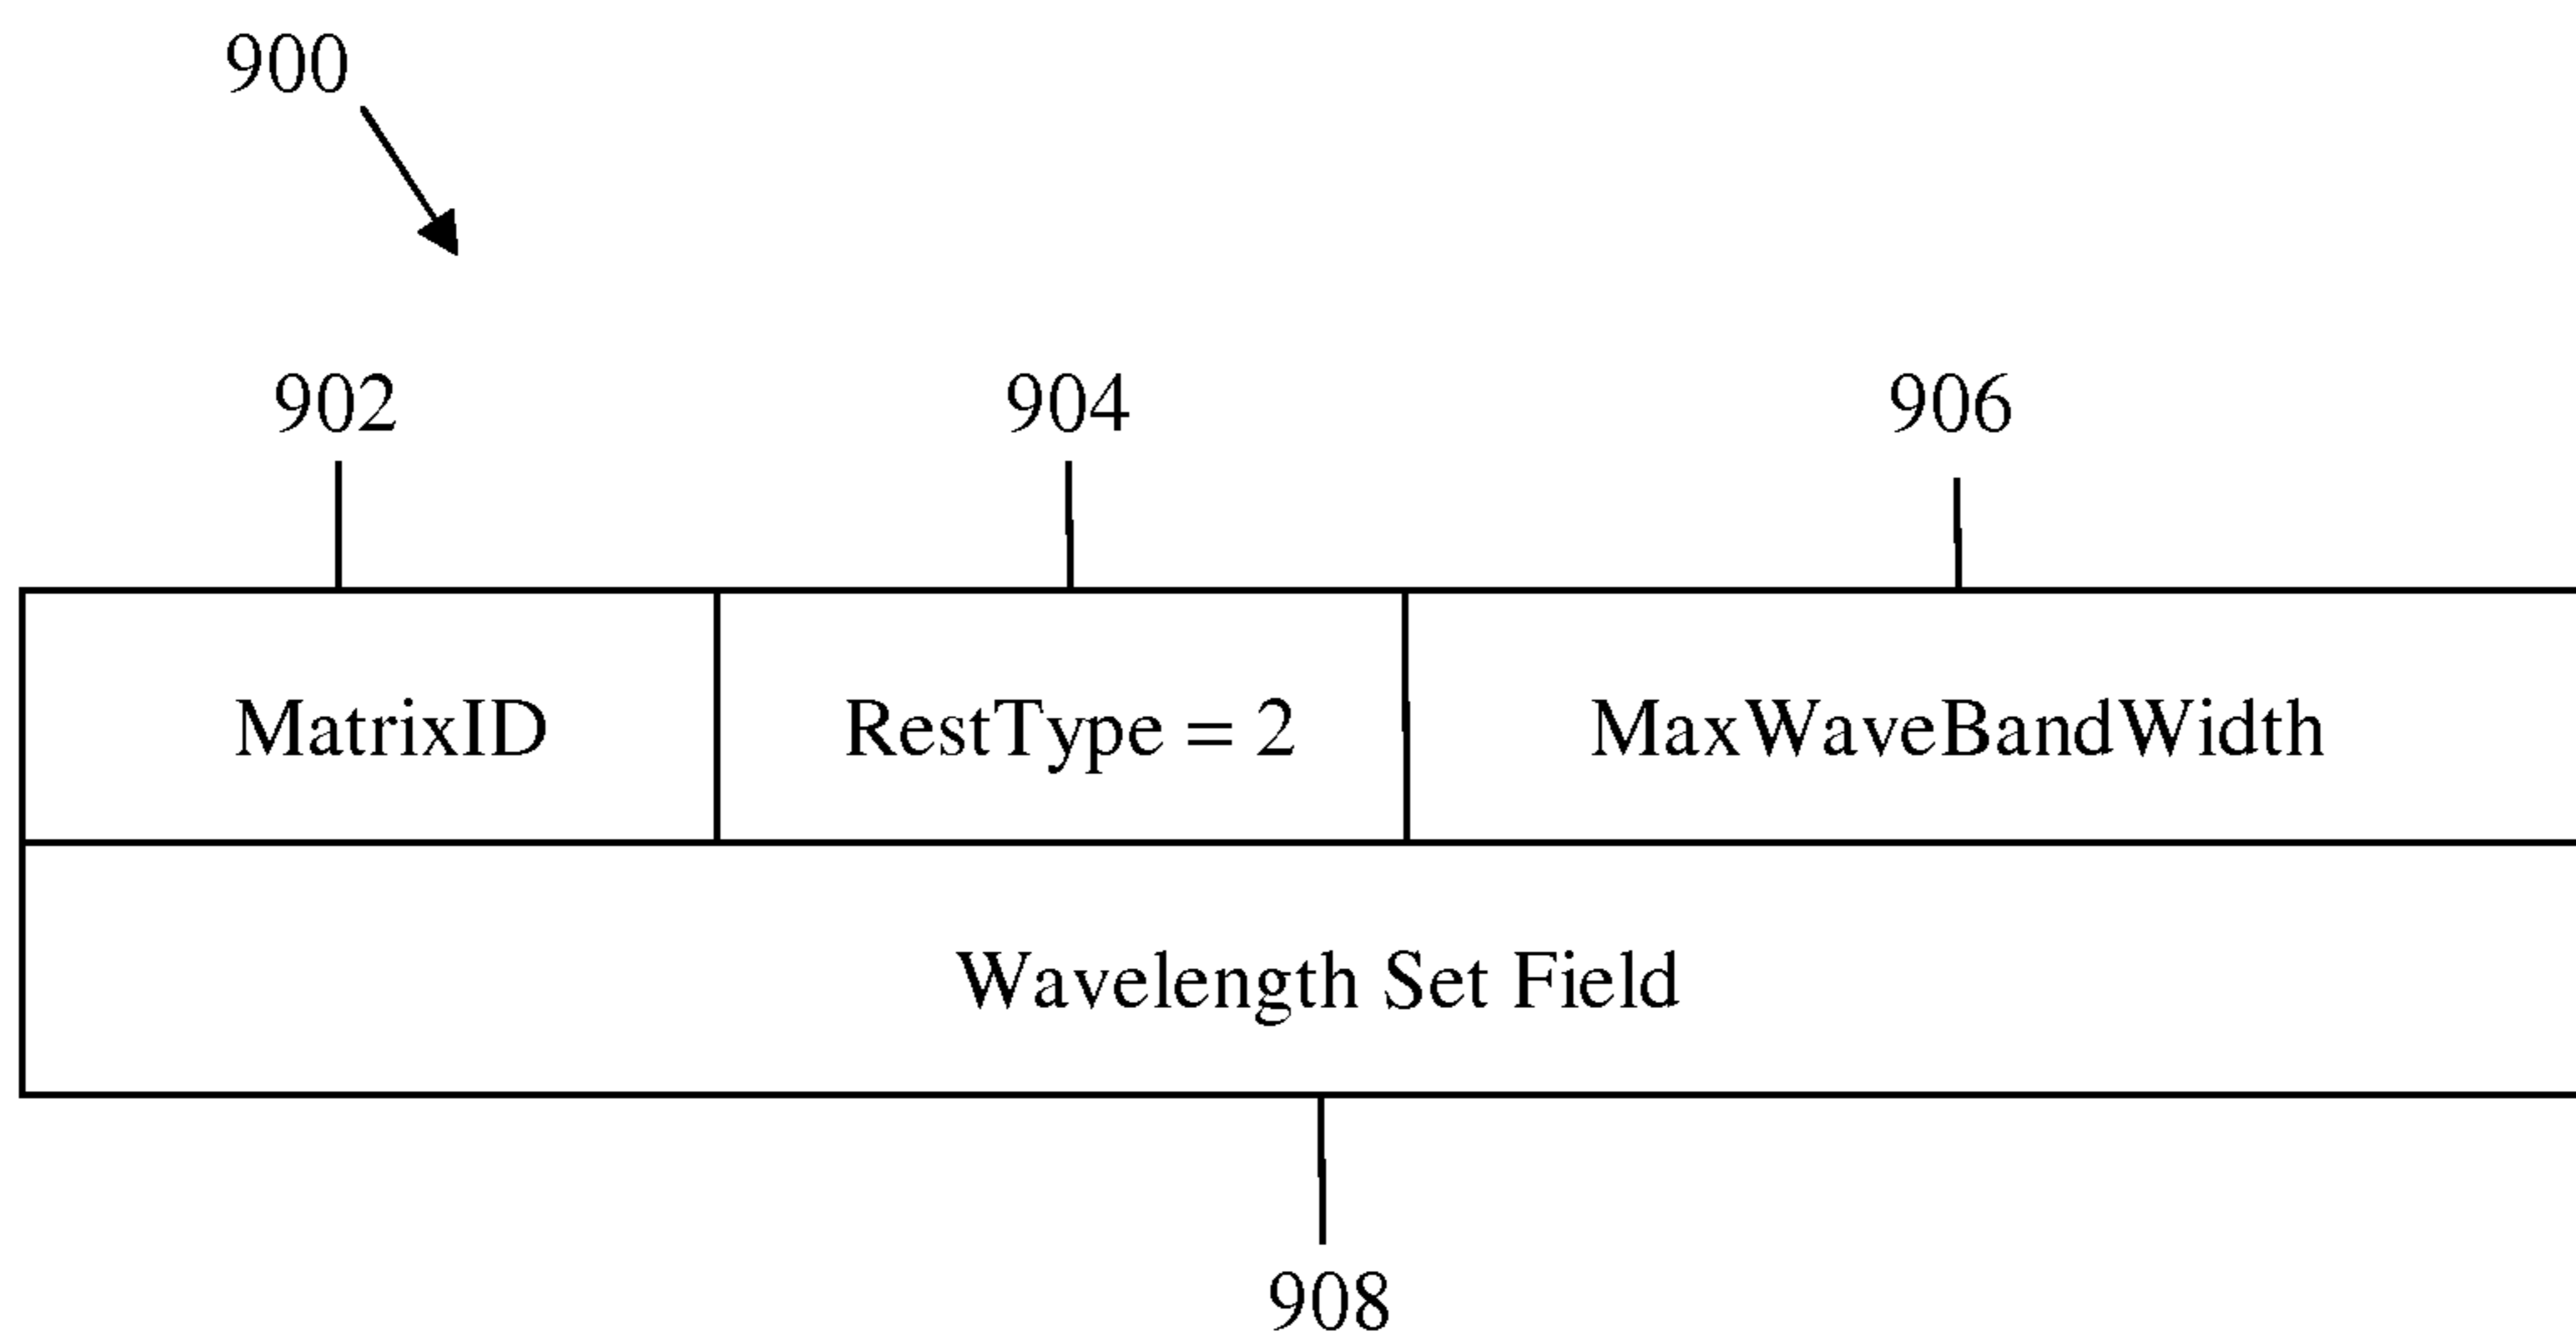 900
902 904 906
MatrixID RestType = 2 MaxWaveBandWidth
Wavelength Set Field
908